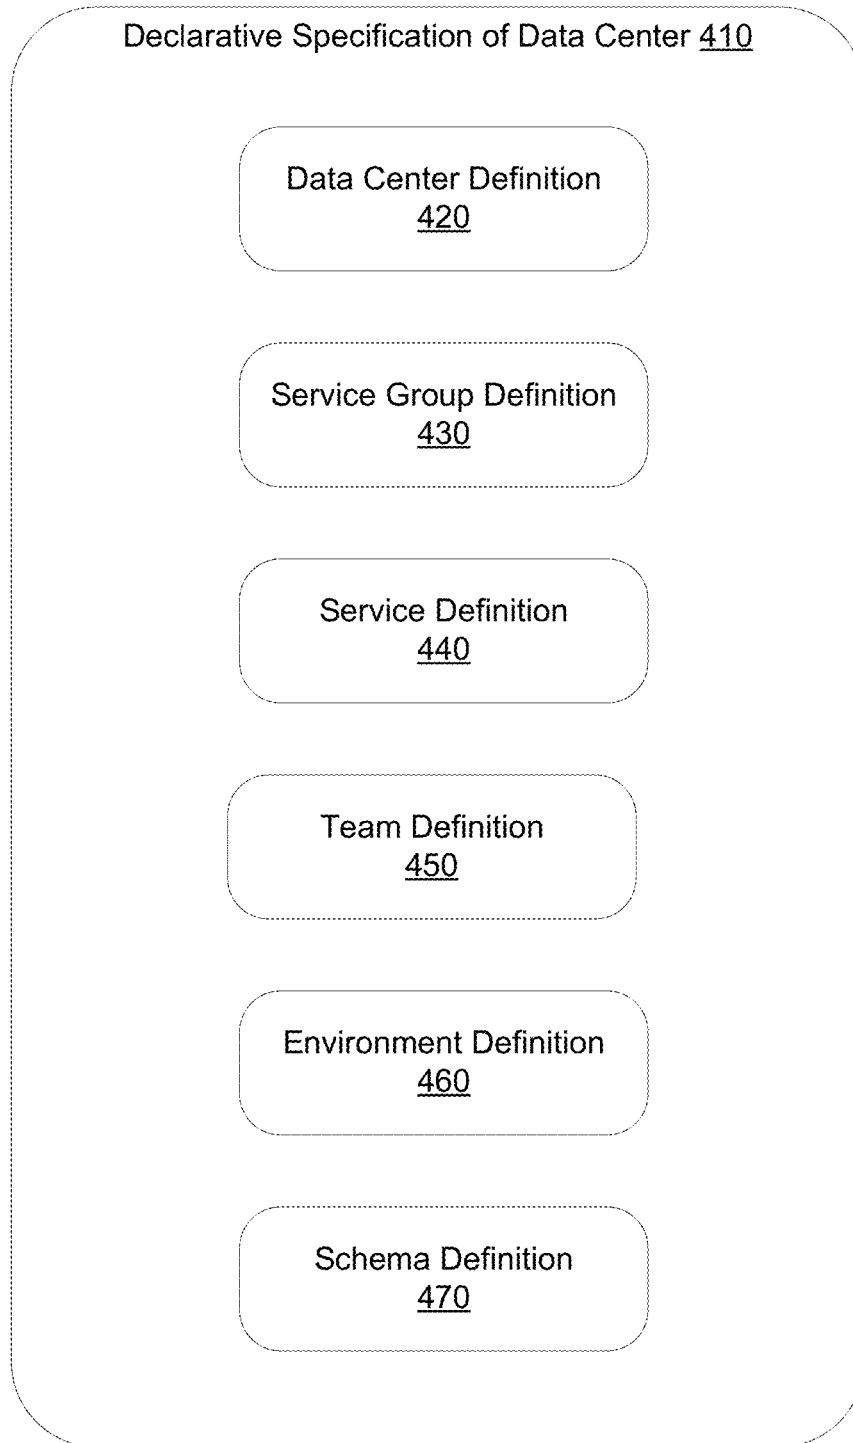 Declarative Specification of Data Center 410
Data Center Definition
420
Service Group Definition
430
Service Definition
440
Team Definition
450
Environment Definition
460
Schema Definition
470